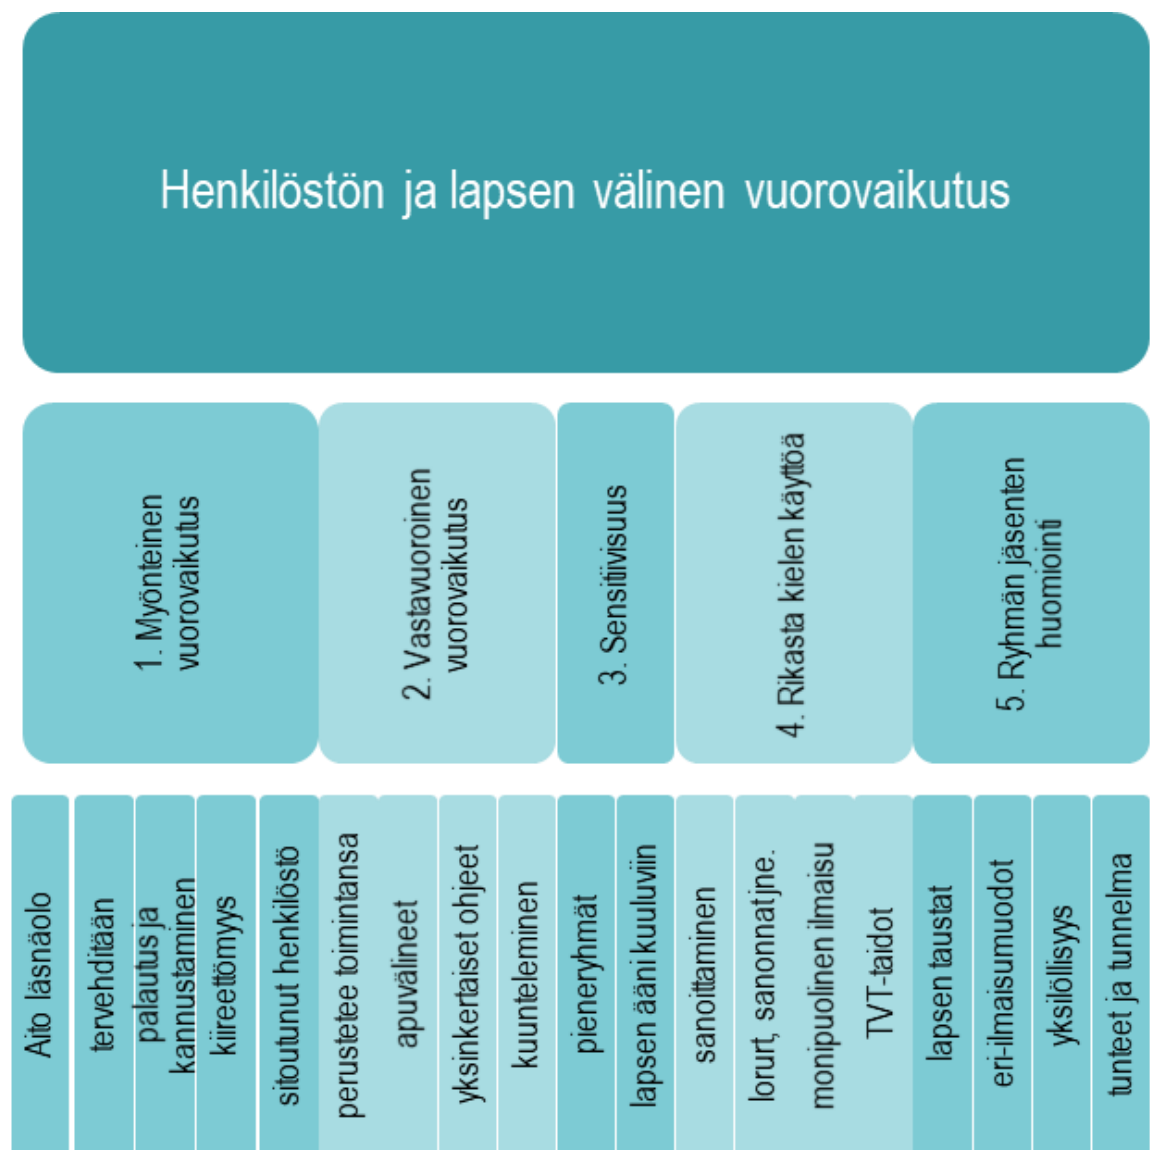 Henkilöstön ja lapsen välinen vuorovaikutus
1. Myönteinen
vuorovaikutus
2. Vastavuoroinen
vuorovaikutus
3. Sensitiivisuus
4. Rikasta kielen käyttöä
5. Ryhmän jäsenten
huomiointi
Aito läsnäolo
tervehditään
palautus ja
kannustaminen
kiireettömyys
sitoutunut henkilöstö
perustetee toimintansa
apuvälineet
yksinkertaiset ohjeet
kuunteleminen
pieneryhmät
lapsen ääni kuuluviin
sanoittaminen
lorurt, sanonnat jne.
monipuolinen ilmaisu
TVT-taidot
lapsen taustat
eri-ilmaisumuodot
yksilöllisyys
tunteet ja tunnelma